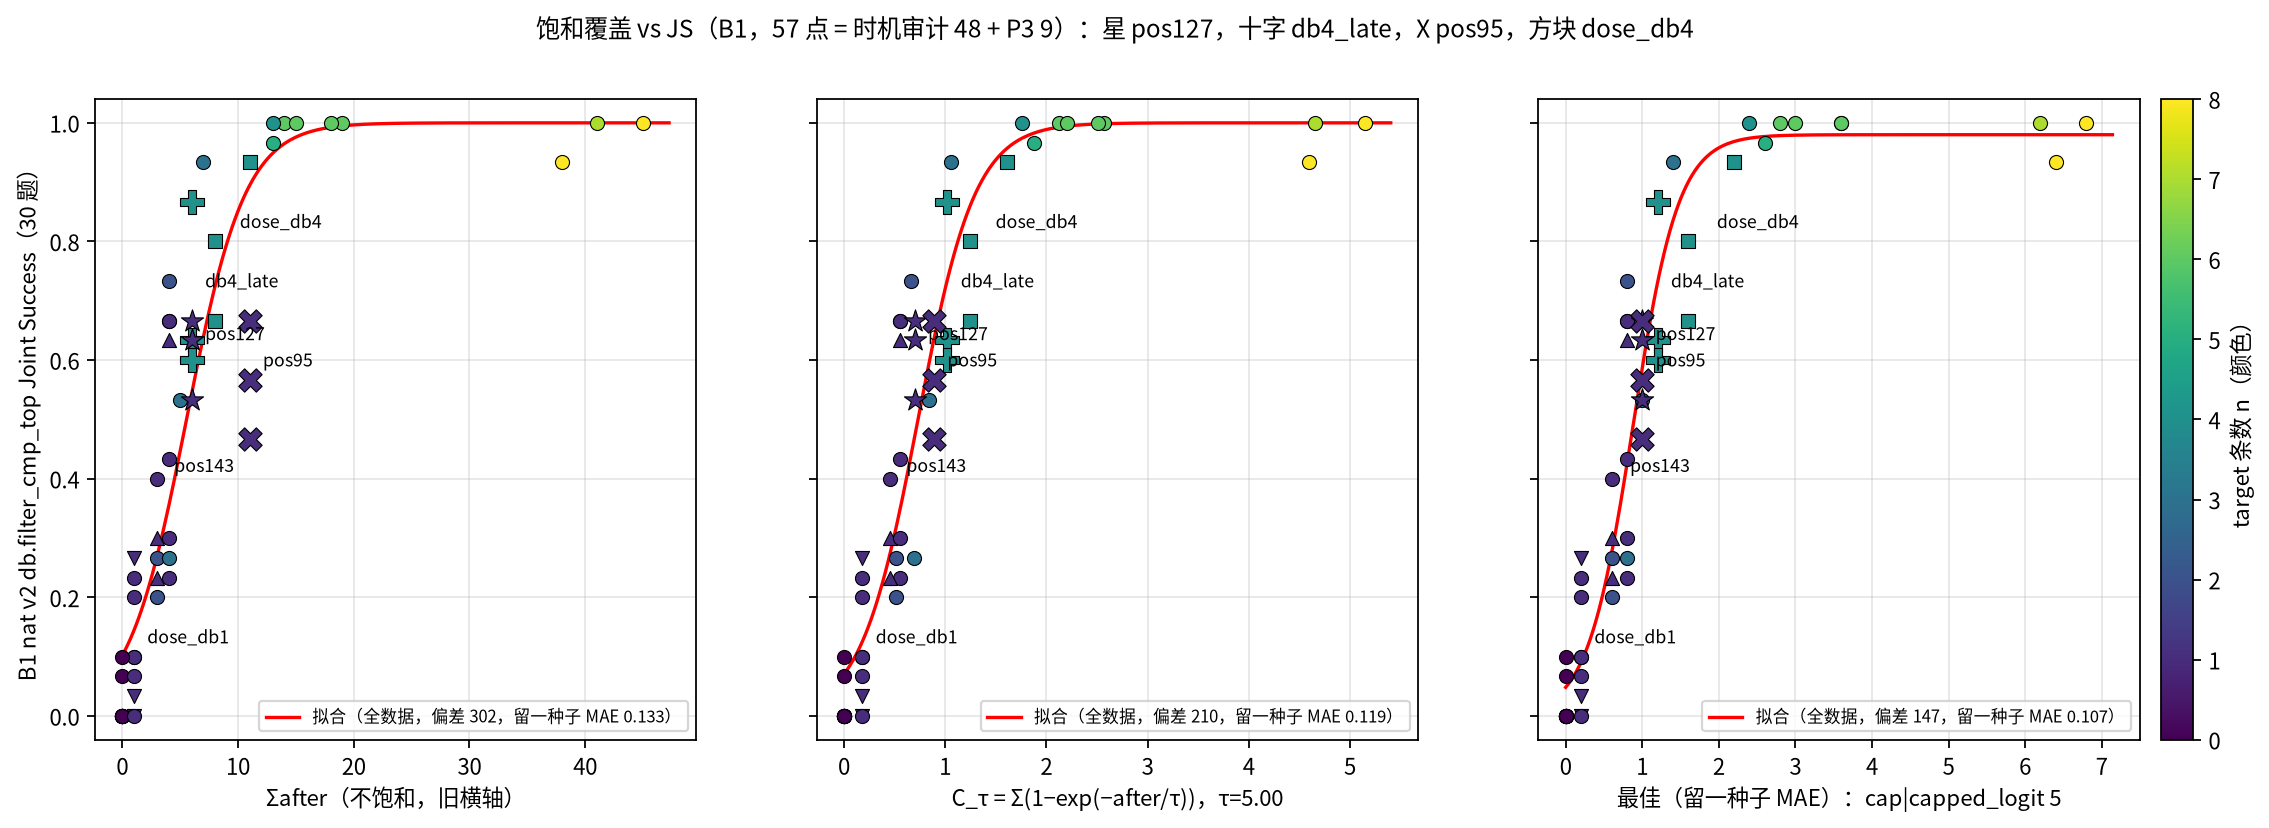 饱和覆盖 vs JS（B1，57 点 = 时机审计 48 + P3 9）：星 pos127，十字 db4_late，X pos95，方块 dose_db4
B1 nat v2 db.filter_cmp_top Joint Success（30 题）
1.0
0.8
0.6
0.4
0.2
0.0
dose_db4
db4_late
pos127
pos95
pos143
dose_db1
拟合（全数据，偏差 302，留一种子 MAE 0.133）
0
10
20
30
40
Σafter（不饱和，旧横轴）
dose_db4
db4_late
pos127
pos95
pos143
dose_db1
拟合（全数据，偏差 210，留一种子 MAE 0.119）
0
1
2
3
4
5
C_τ = Σ(1−exp(−after/τ))，τ=5.00
dose_db4
db4_late
pos127
pos95
pos143
dose_db1
拟合（全数据，偏差 147，留一种子 MAE 0.107）
0
1
2
3
4
5
6
7
最佳（留一种子 MAE）：cap|capped_logit 5
8
7
6
5
4
3
2
1
0
target 条数 n（颜色）